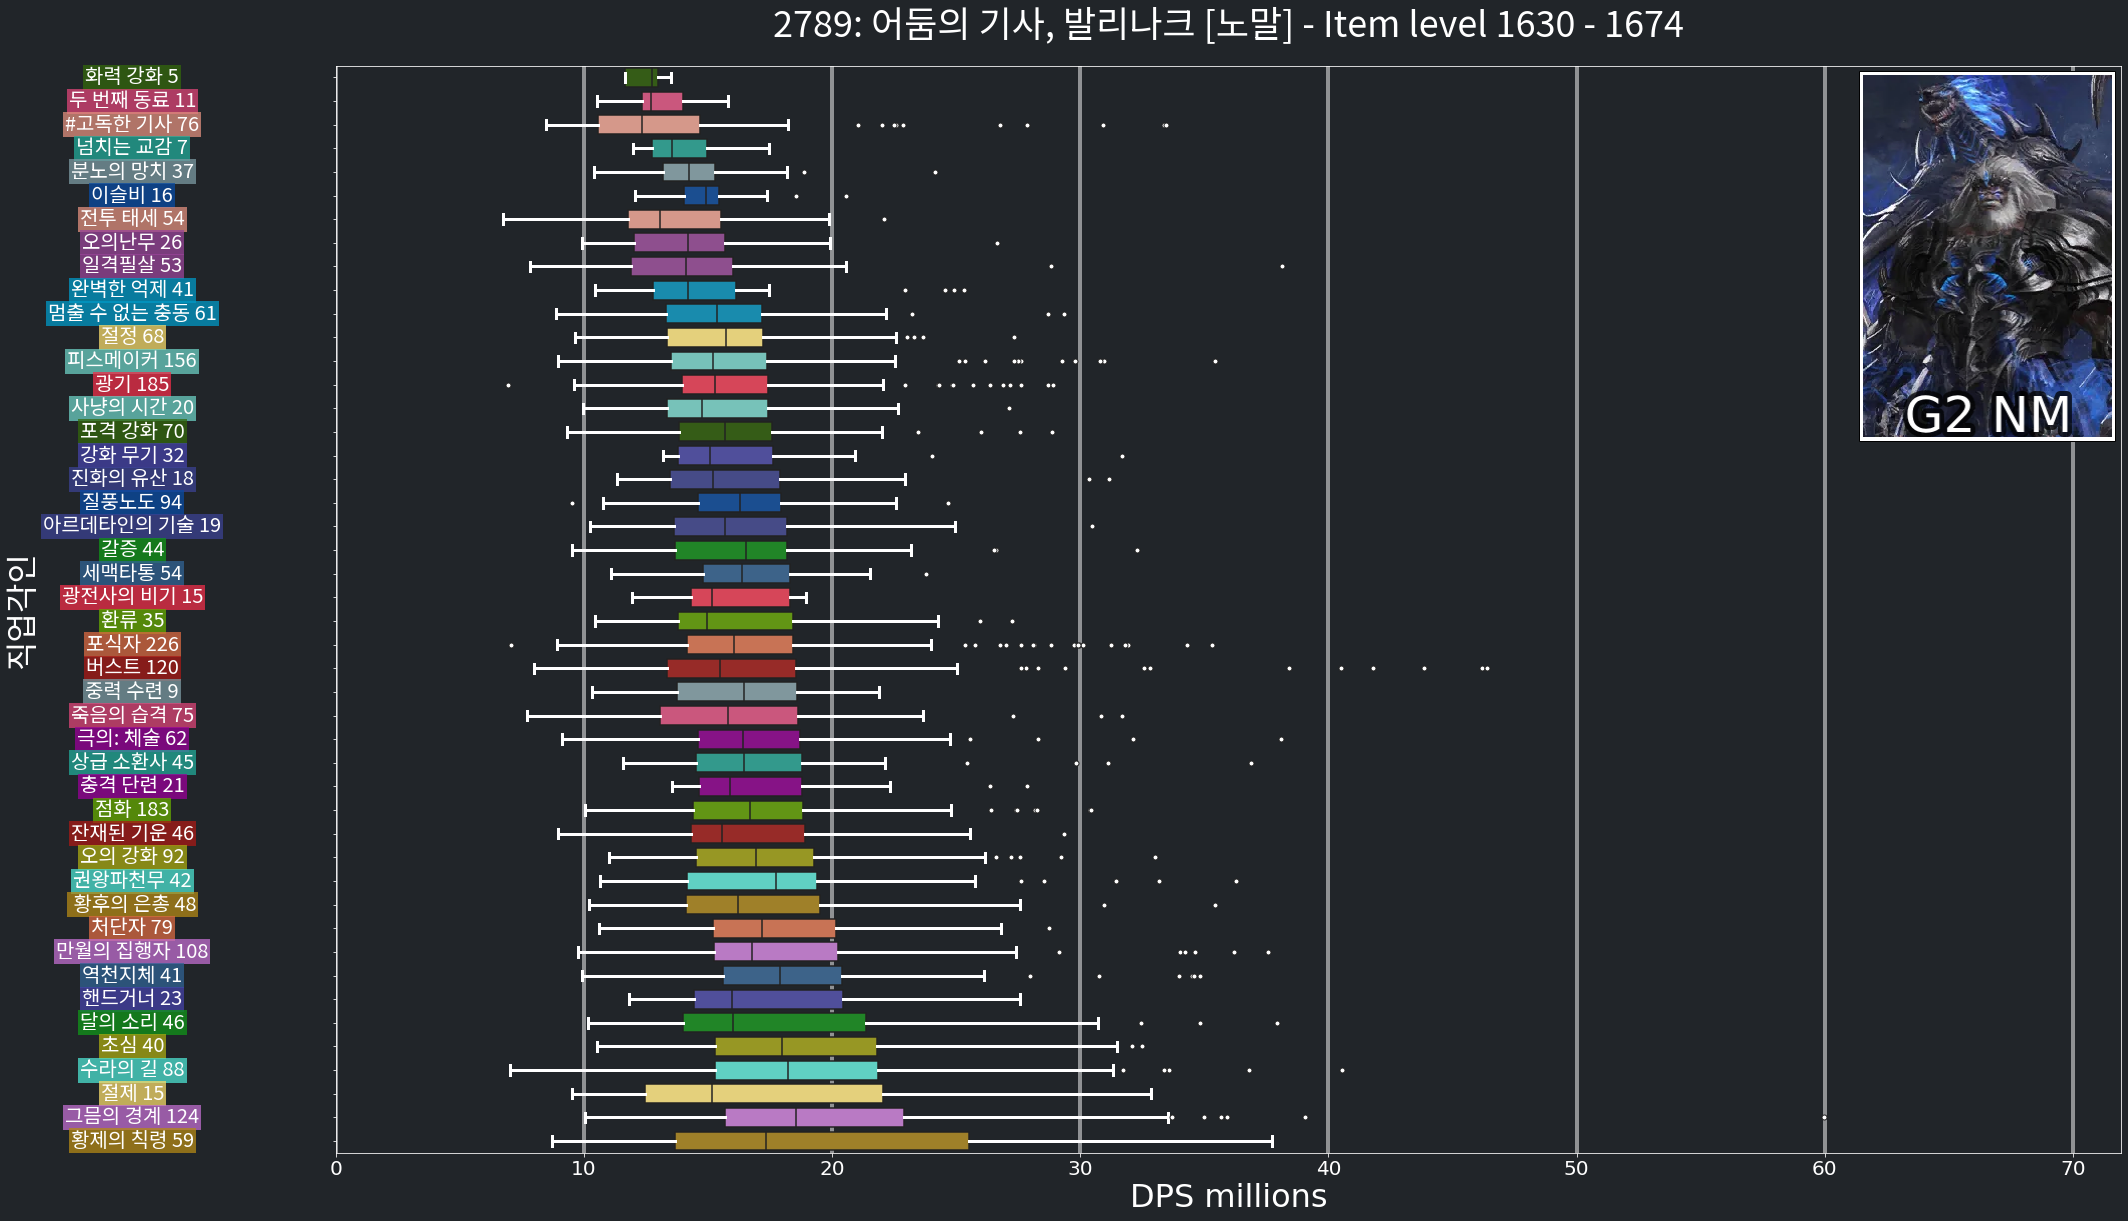 2789: 어둠의 기사, 발리나크 [노말] - Item level 1630 - 1674
화력 강화 5
두 번째 동료 11
#고독한 기사 76
넘치는 교감 7
분노의 망치 37
이슬비 16
전투 태세 54
오의난무 26
일격필살 53
완벽한 억제 41
멈출 수 없는 충동 61
절정 68
피스메이커 156
광기 185
사냥의 시간 20
포격 강화 70
강화 무기 32
진화의 유산 18
질풍노도 94
아르데타인의 기술 19
갈증 44
세맥타통 54
광전사의 비기 15
환류 35
포식자 226
버스트 120
중력 수련 9
죽음의 습격 75
극의: 체술 62
상급 소환사 45
충격 단련 21
점화 183
잔재된 기운 46
오의 강화 92
권왕파천무 42
황후의 은총 48
처단자 79
만월의 집행자 108
역천지체 41
핸드거너 23
달의 소리 46
초심 40
수라의 길 88
절제 15
그믐의 경계 124
황제의 칙령 59
직업각인
G2 NM
0 10 20 30 40 50 60 70
DPS millions